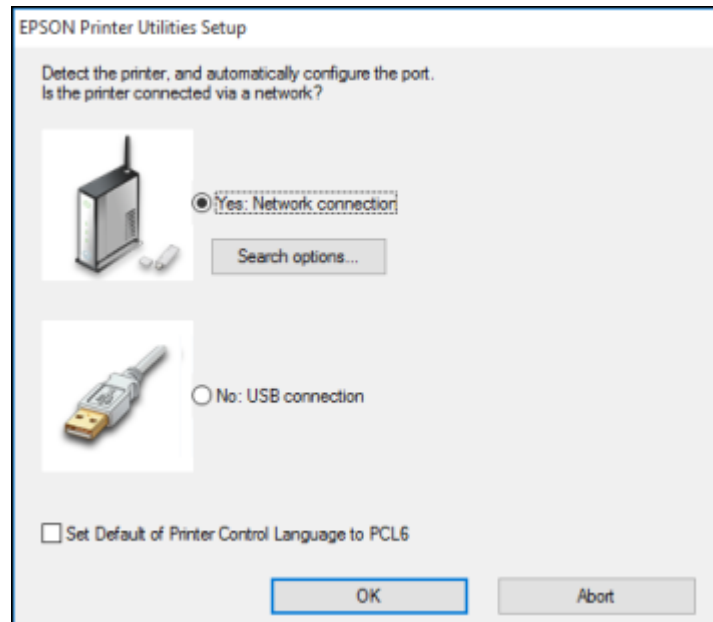 EPSON Printer Utilities Setup
Detect the printer, and automatically configure the port.
Is the printer connected via a network?
Yes: Network connection
Search options...
No: USB connection
Set Default of Printer Control Language to PCL6
OK
Abort